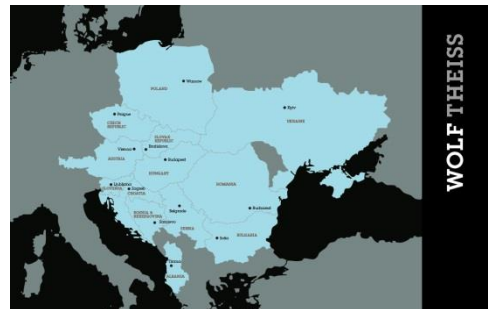 POLAND
Warsaw
Prague
CZECH
REPUBLIC
Kyiv
UKRAINE
SLOVAK
REPUBLIC
Vienna
Bratislava
AUSTRIA
Budapest
HUNGARY
Ljubljana
SLOVENIA
Zagreb
CROATIA
ROMANIA
BOSNIA &
HERZEGOVINA
Belgrade
Bucharest
Sarajevo
SERBIA
Sofia
BULGARIA
Tirana
ALBANIA
WOLF THEISS